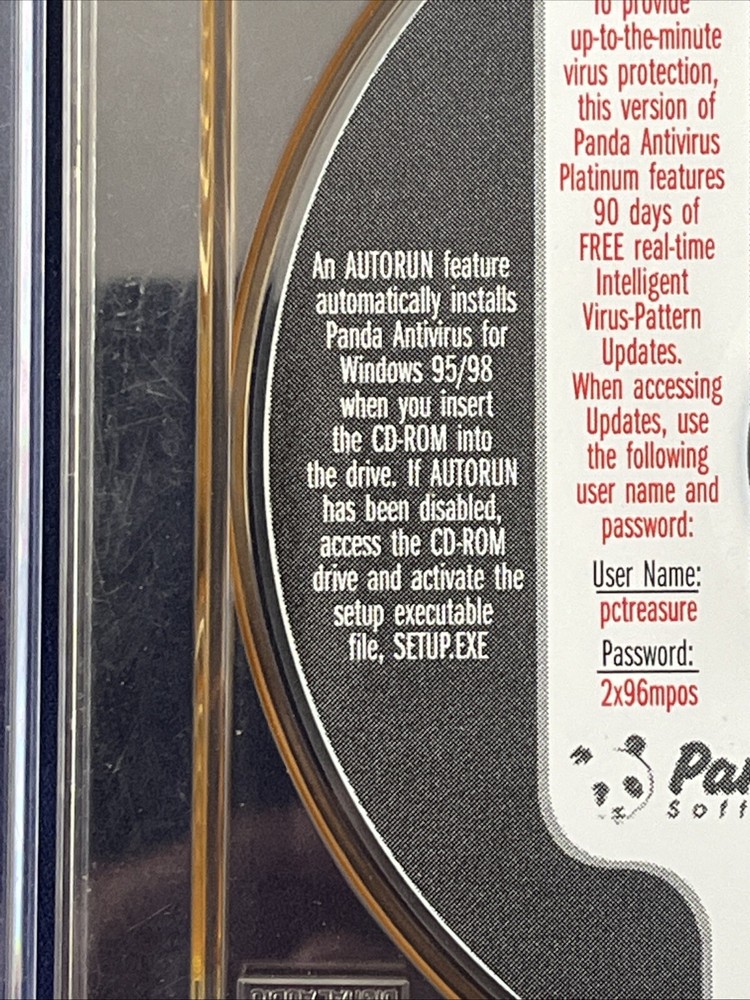 An AUTORUN feature
automatically installs
Panda Antivirus for
Windows 95/98
when you insert
the CD-ROM into
the drive. If AUTORUN
has been disabled,
access the CD-ROM
drive and activate the
setup executable
file, SETUP.EXE
To provide
up-to-the-minute
virus protection,
this version of
Panda Antivirus
Platinum features
90 days of
FREE real-time
Intelligent
Virus-Pattern
Updates.
When accessing
Updates, use
the following
user name and
password:
User Name:
pctreasure
Password:
2x96mpos